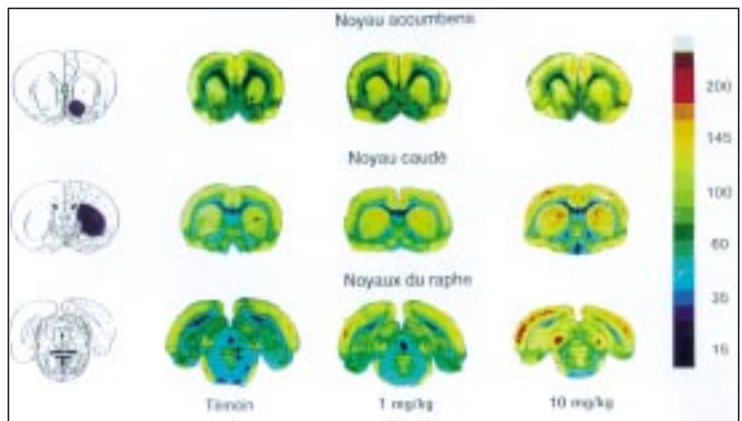 Noyau accumbens
200
145
Noyau caudé
100
60
Noyaux du raphe
35
15
Témoin 1 mg/kg 10 mg/kg